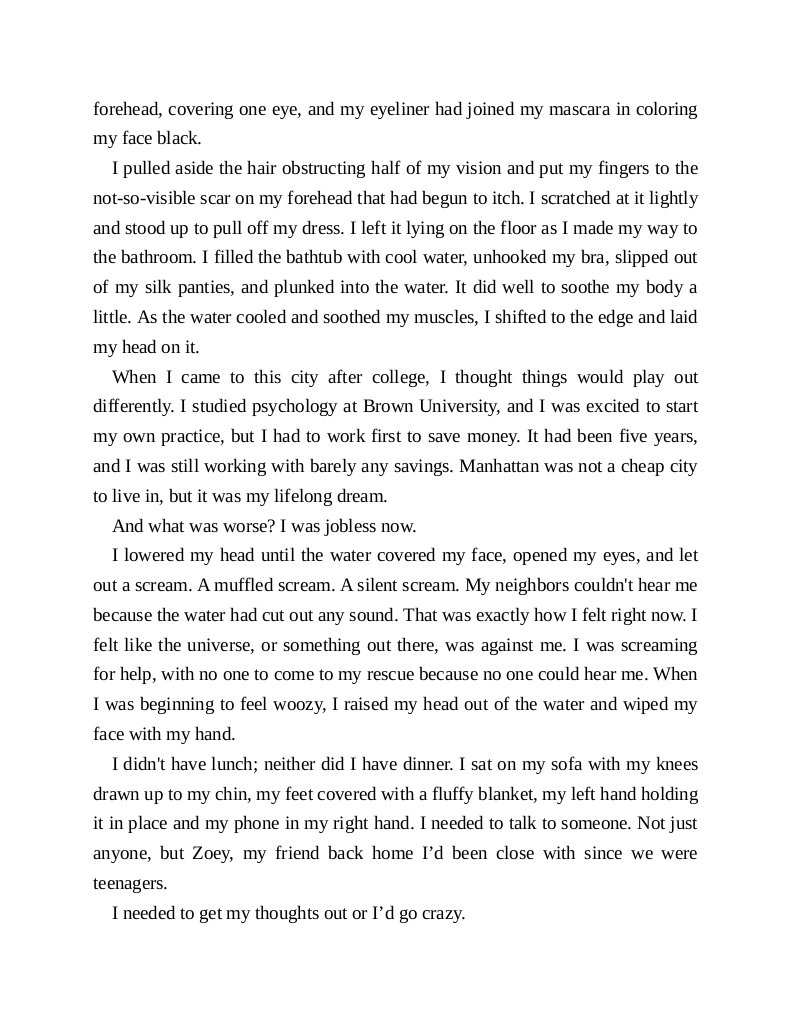 forehead, covering one eye, and my eyeliner had joined my mascara in coloring
my face black.
I pulled aside the hair obstructing half of my vision and put my fingers to the
not-so-visible scar on my forehead that had begun to itch. I scratched at it lightly
and stood up to pull off my dress. I left it lying on the floor as I made my way to
the bathroom. I filled the bathtub with cool water, unhooked my bra, slipped out
of my silk panties, and plunked into the water. It did well to soothe my body a
little. As the water cooled and soothed my muscles, I shifted to the edge and laid
my head on it.
When I came to this city after college, I thought things would play out
differently. I studied psychology at Brown University, and I was excited to start
my own practice, but I had to work first to save money. It had been five years,
and I was still working with barely any savings. Manhattan was not a cheap city
to live in, but it was my lifelong dream.
And what was worse? I was jobless now.
I lowered my head until the water covered my face, opened my eyes, and let
out a scream. A muffled scream. A silent scream. My neighbors couldn't hear me
because the water had cut out any sound. That was exactly how I felt right now. I
felt like the universe, or something out there, was against me. I was screaming
for help, with no one to come to my rescue because no one could hear me. When
I was beginning to feel woozy, I raised my head out of the water and wiped my
face with my hand.
I didn't have lunch; neither did I have dinner. I sat on my sofa with my knees
drawn up to my chin, my feet covered with a fluffy blanket, my left hand holding
it in place and my phone in my right hand. I needed to talk to someone. Not just
anyone, but Zoey, my friend back home I’d been close with since we were
teenagers.
I needed to get my thoughts out or I’d go crazy.